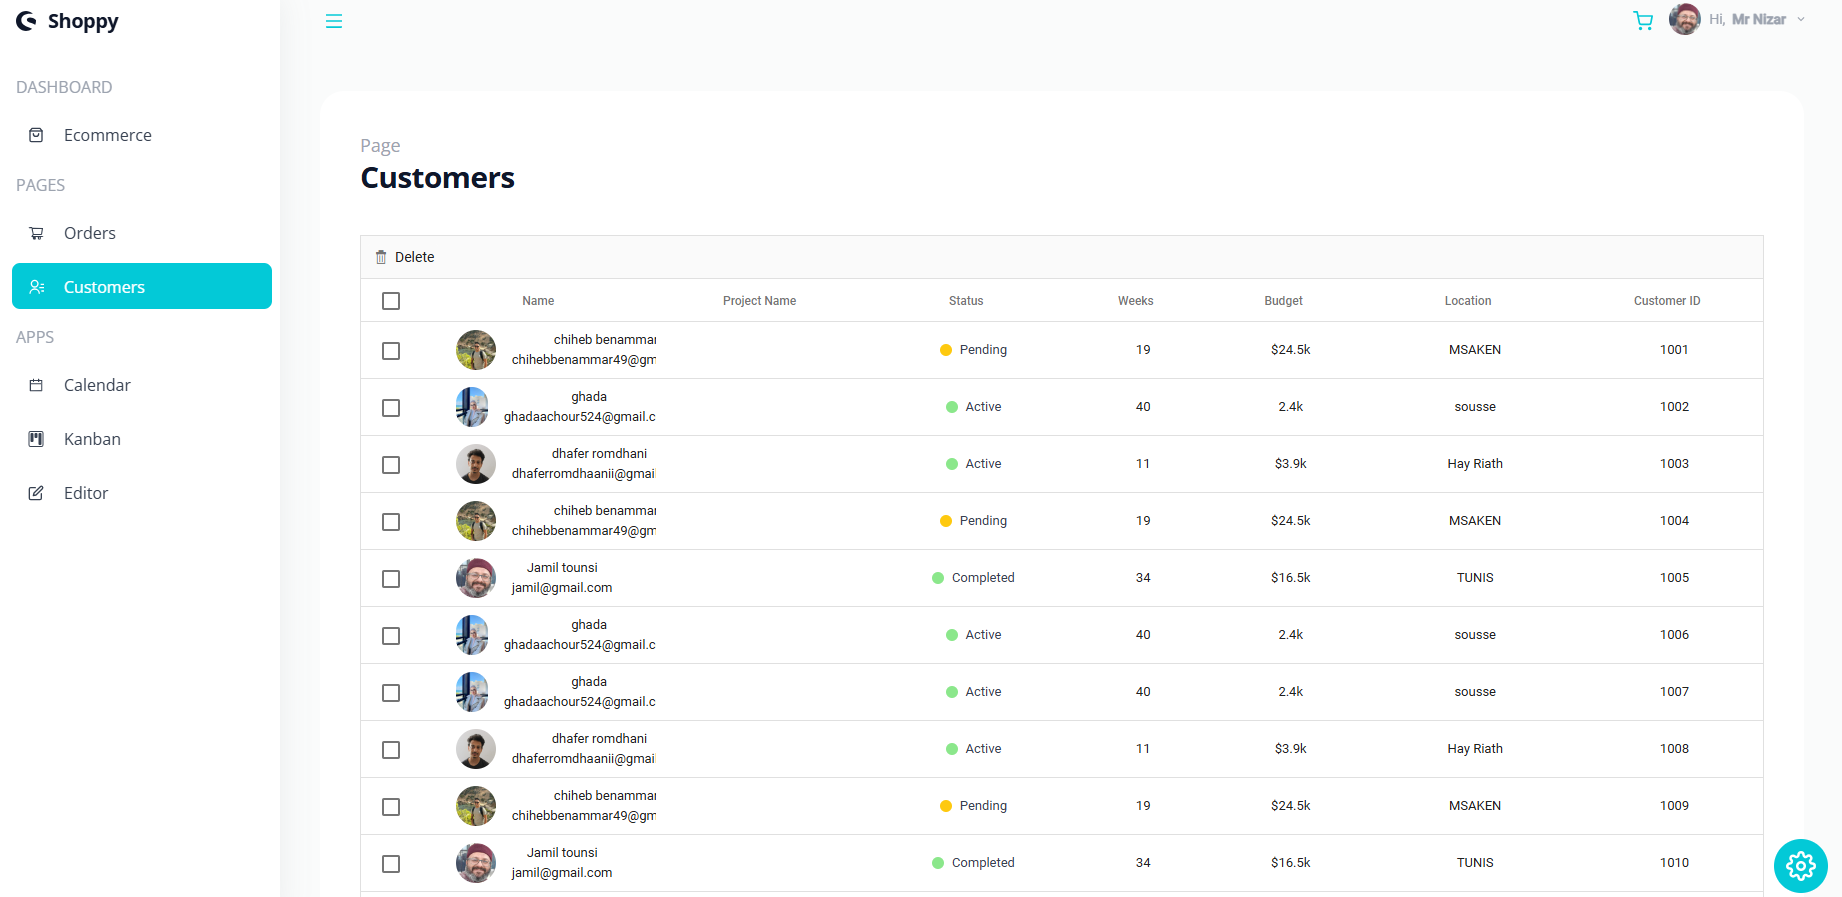 Shoppy
Hi, Mr Nizar
DASHBOARD
Ecommerce
PAGES
Orders
Customers
APPS
Calendar
Kanban
Editor
Page
Customers
Delete
Name Project Name Status Weeks Budget Location Customer ID
chiheb benammar
chihebbenammar49@gm
Pending 19 $24.5k MSAKEN 1001
ghada
ghadaachour524@gmail.c
Active 40 2.4k sousse 1002
dhafer romdhani
dhaferromdhaanii@gmail
Active 11 $3.9k Hay Riath 1003
chiheb benammar
chihebbenammar49@gm
Pending 19 $24.5k MSAKEN 1004
Jamil tounsi
jamil@gmail.com
Completed 34 $16.5k TUNIS 1005
ghada
ghadaachour524@gmail.c
Active 40 2.4k sousse 1006
ghada
ghadaachour524@gmail.c
Active 40 2.4k sousse 1007
dhafer romdhani
dhaferromdhaanii@gmail
Active 11 $3.9k Hay Riath 1008
chiheb benammar
chihebbenammar49@gm
Pending 19 $24.5k MSAKEN 1009
Jamil tounsi
jamil@gmail.com
Completed 34 $16.5k TUNIS 1010